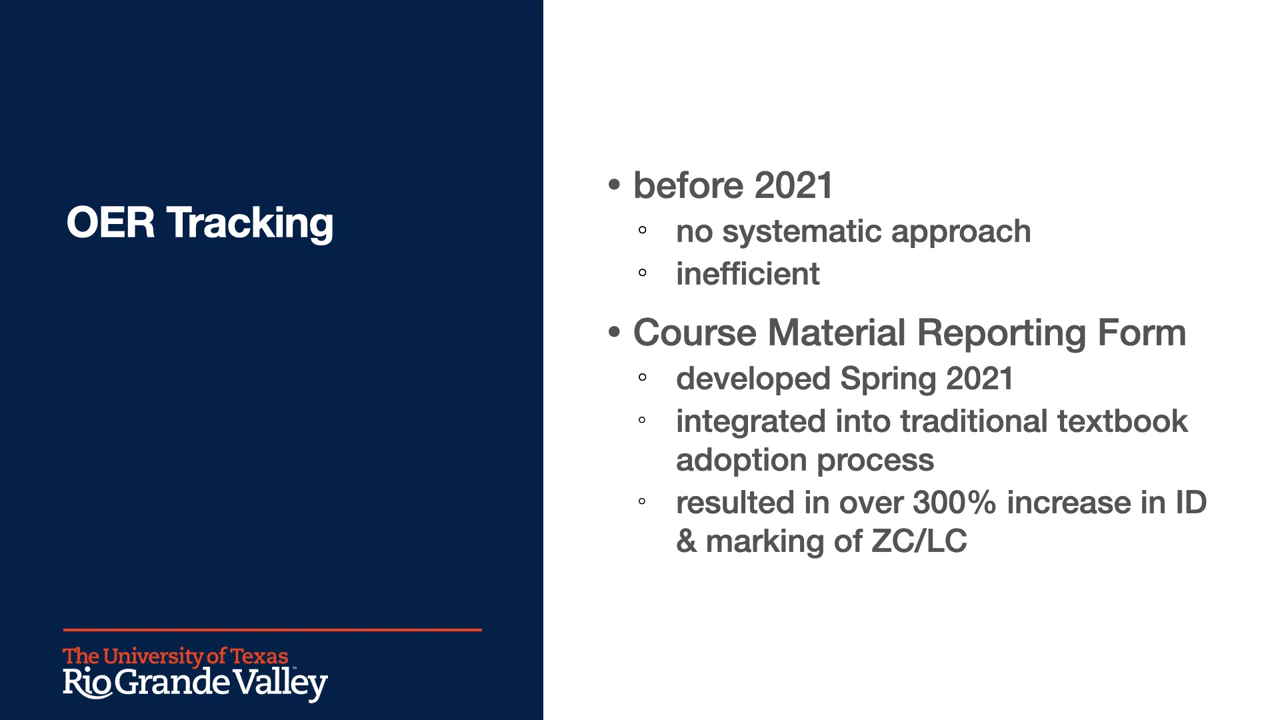 OER Tracking
• before 2021
◦ no systematic approach
◦ inefficient
• Course Material Reporting Form
◦ developed Spring 2021
◦ integrated into traditional textbook
adoption process
◦ resulted in over 300% increase in ID
& marking of ZC/LC
The University of Texas
Rio Grande Valley™